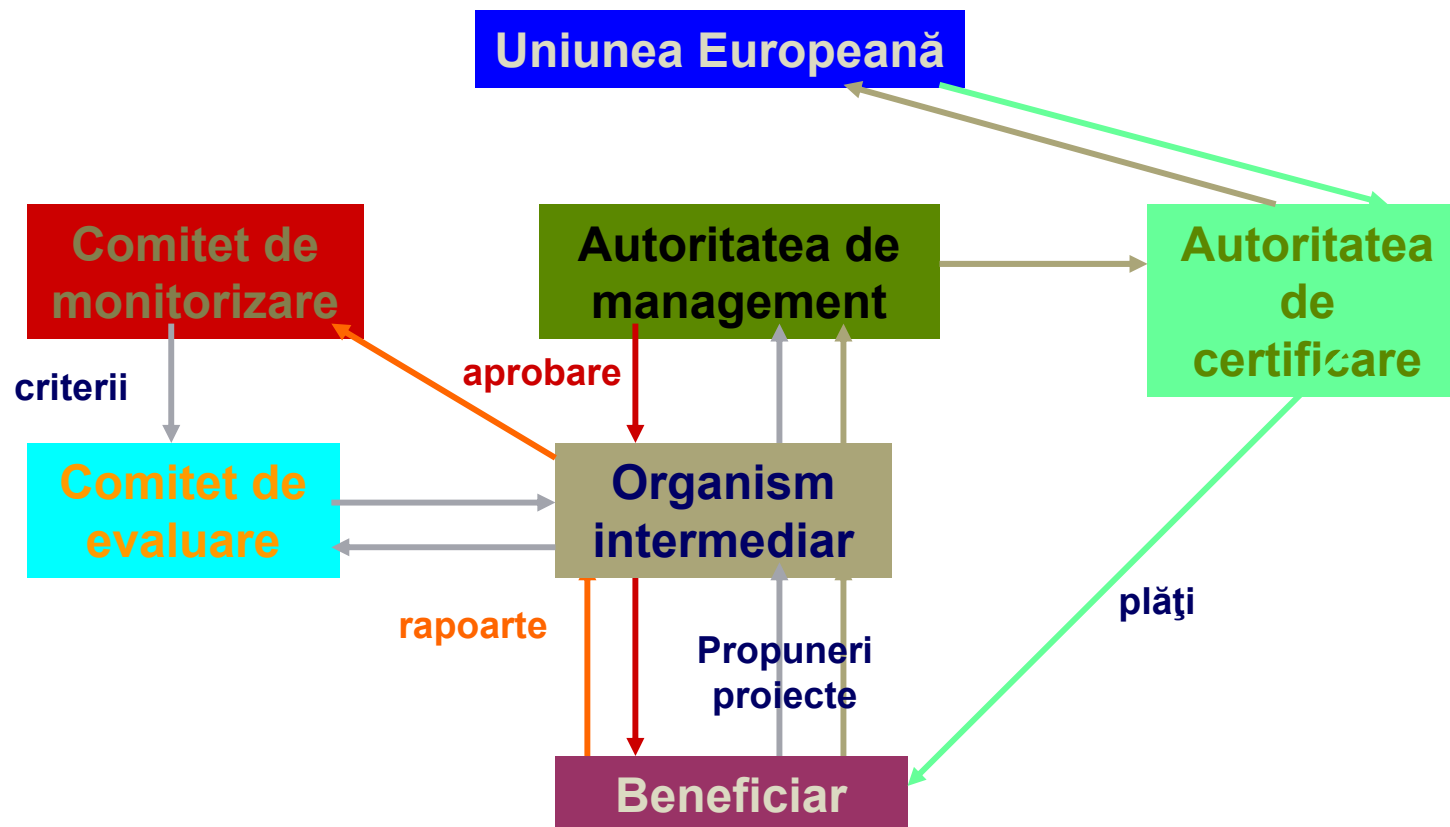 Uniunea Europeană
Comitet de
monitorizare
Autoritatea de
management
Autoritatea
de
certificare
criterii
aprobare
Comitet de
evaluare
Organism
intermediar
rapoarte
Propuneri
proiecte
plăţi
Beneficiar